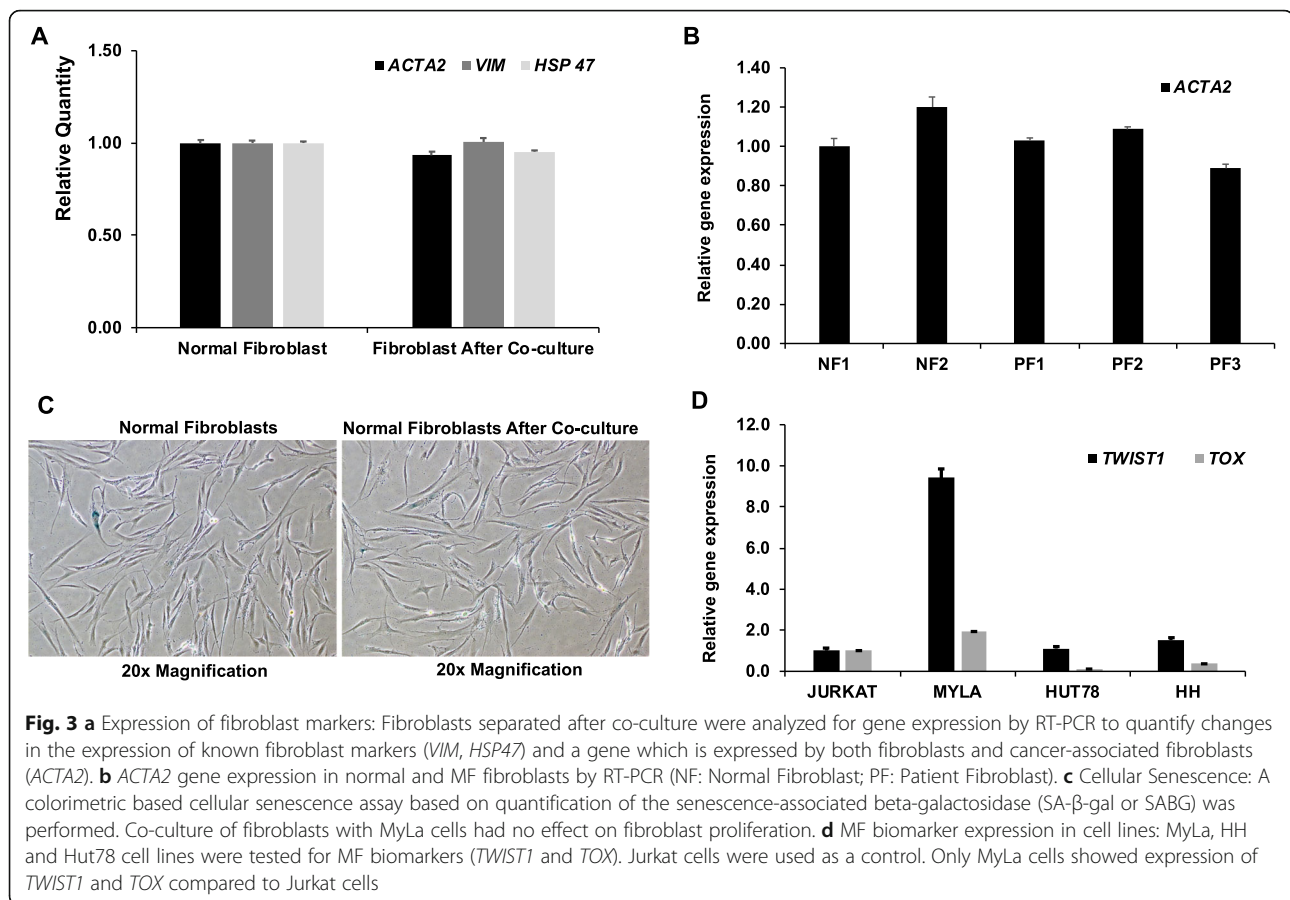 A
1.50
ACTA2 VIM HSP 47
1.00
0.50
0.00
Relative Quantity
Normal Fibroblast Fibroblast After Co-culture
B
1.40
ACTA2
1.20
1.00
0.80
0.60
0.40
0.20
0.00
Relative gene expression
NF1 NF2 PF1 PF2 PF3
C
Normal Fibroblasts Normal Fibroblasts After Co-culture
20x Magnification 20x Magnification
D
12.0
TWIST1 TOX
10.0
8.0
6.0
4.0
2.0
0.0
Relative gene expression
JURKAT MYLA HUT78 HH
Fig. 3 a Expression of fibroblast markers: Fibroblasts separated after co-culture were analyzed for gene expression by RT-PCR to quantify changes
in the expression of known fibroblast markers (VIM, HSP47) and a gene which is expressed by both fibroblasts and cancer-associated fibroblasts
(ACTA2). b ACTA2 gene expression in normal and MF fibroblasts by RT-PCR (NF: Normal Fibroblast; PF: Patient Fibroblast). c Cellular Senescence: A
colorimetric based cellular senescence assay based on quantification of the senescence-associated beta-galactosidase (SA-β-gal or SABG) was
performed. Co-culture of fibroblasts with MyLa cells had no effect on fibroblast proliferation. d MF biomarker expression in cell lines: MyLa, HH
and Hut78 cell lines were tested for MF biomarkers (TWIST1 and TOX). Jurkat cells were used as a control. Only MyLa cells showed expression of
TWIST1 and TOX compared to Jurkat cells